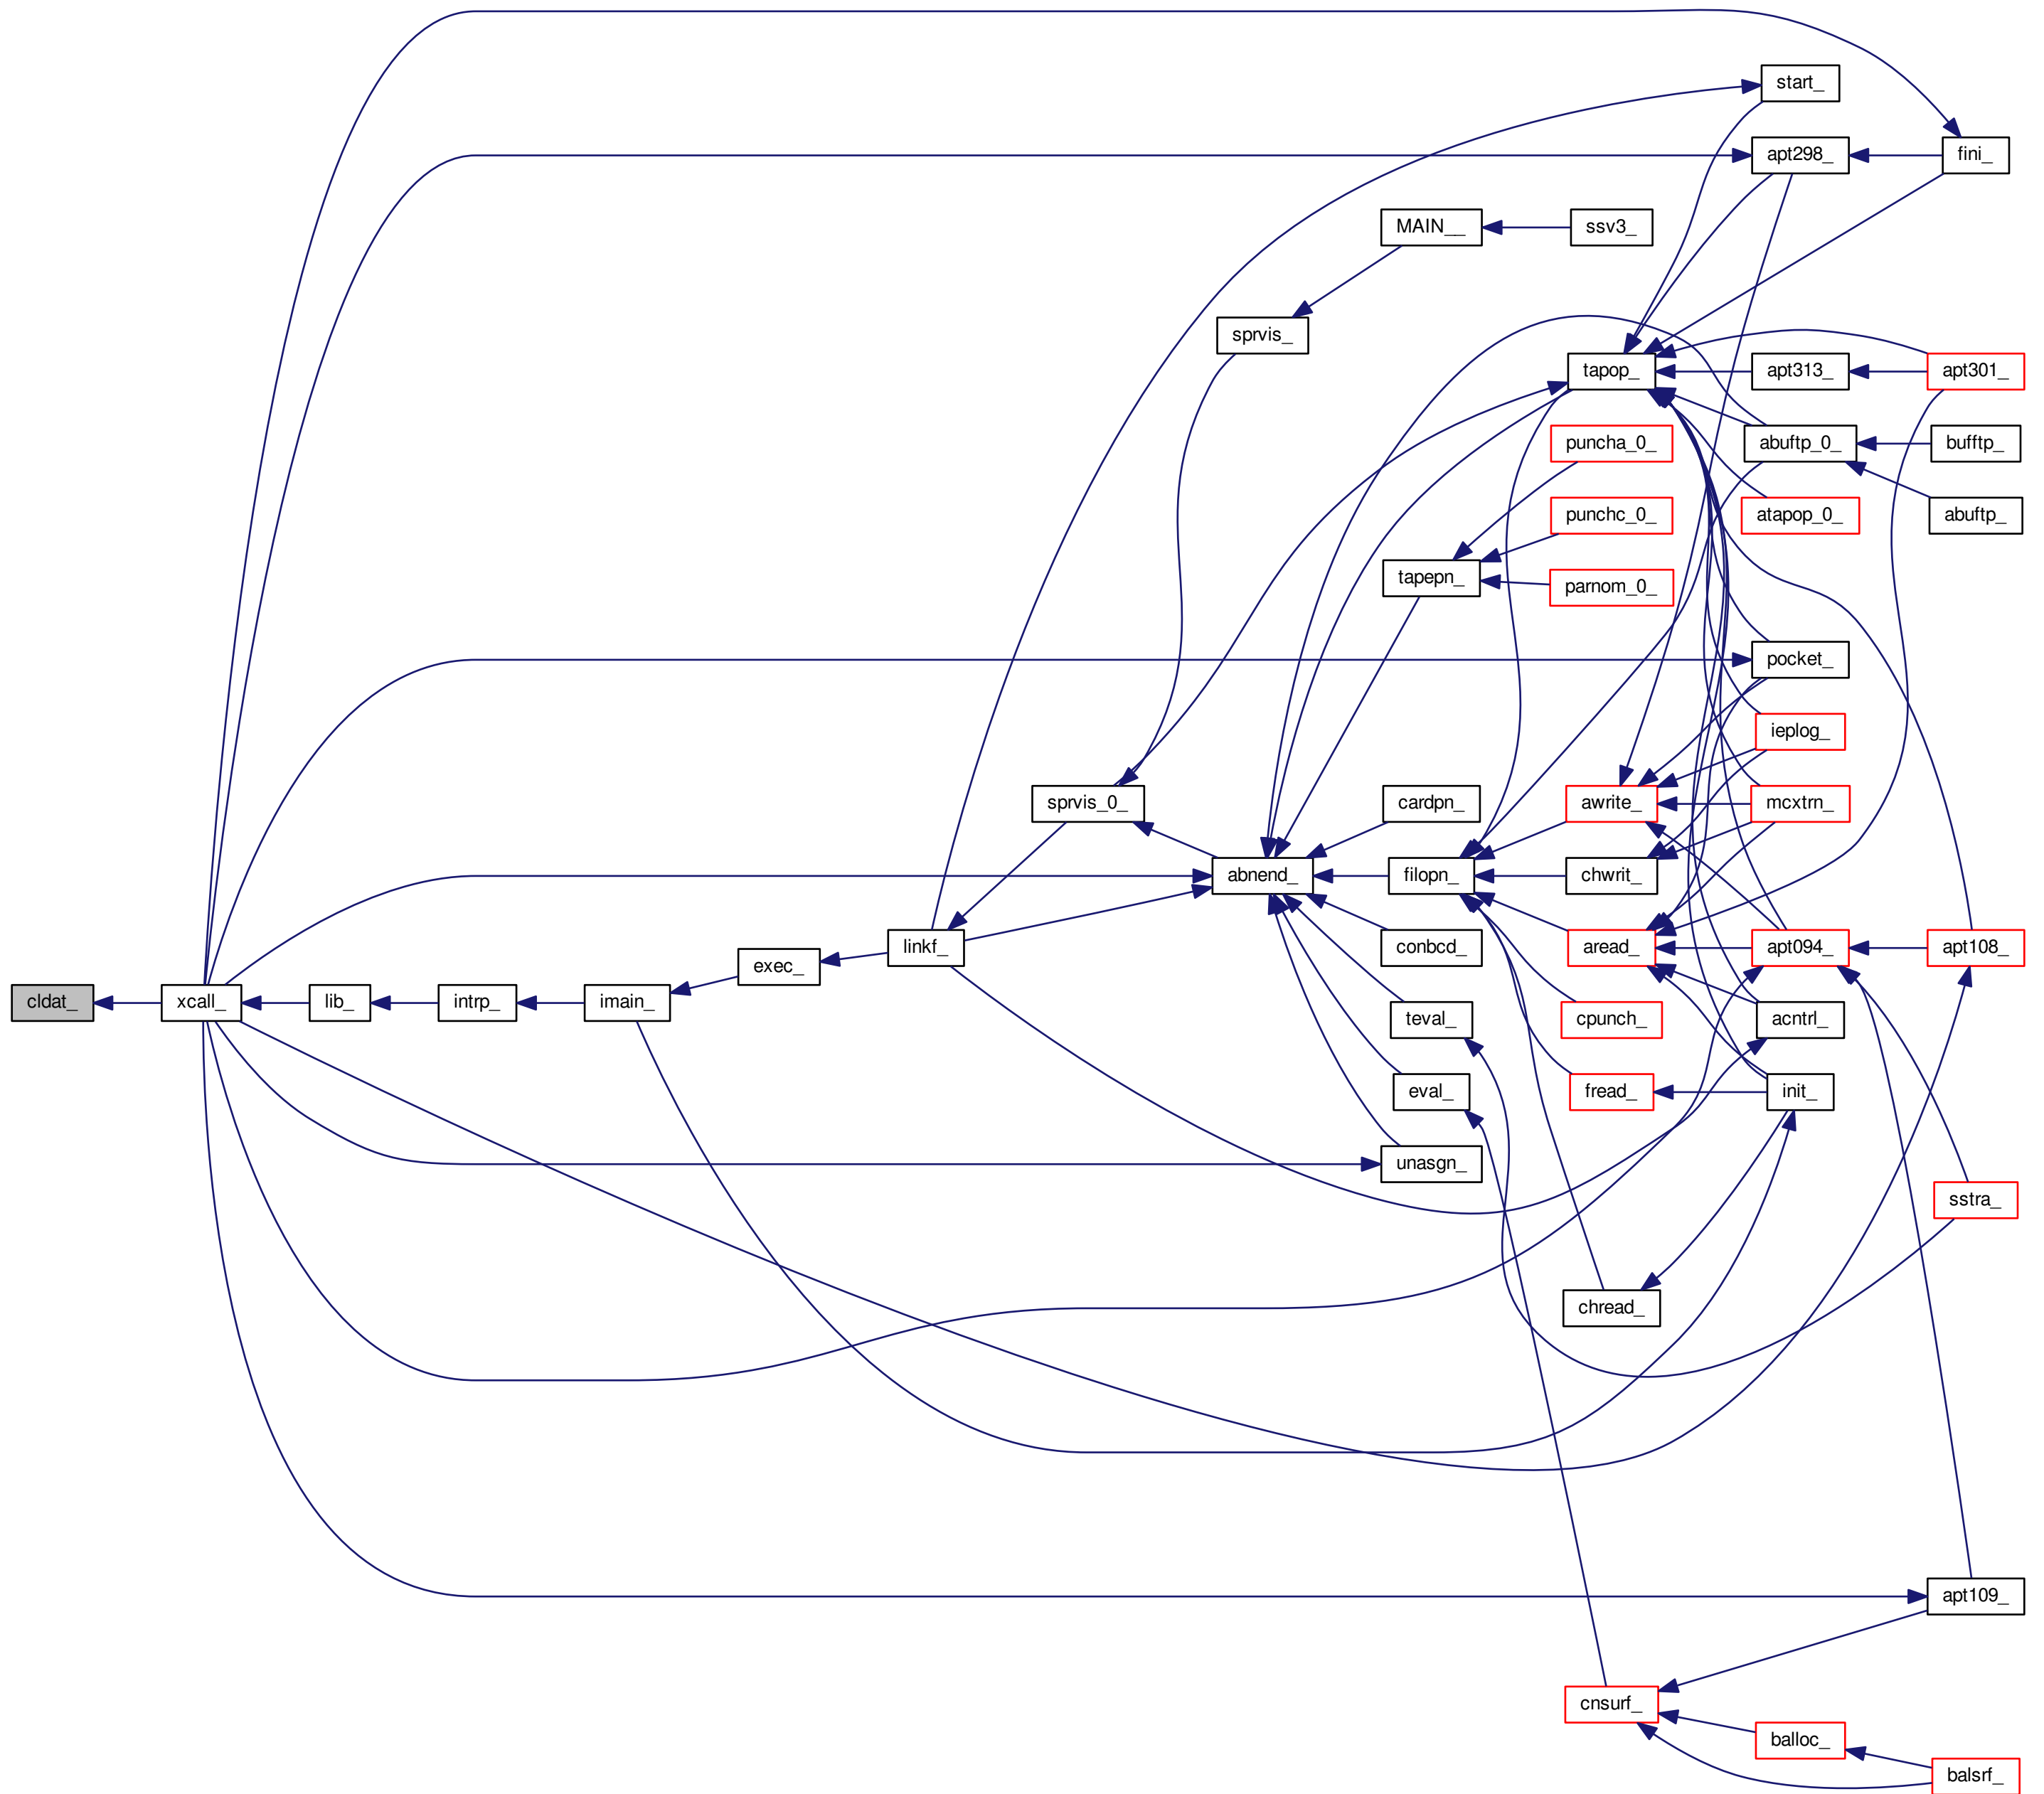 start_
apt298_
fini_
MAIN__
ssv3_
sprvis_
tapop_
apt313_
apt301_
puncha_0_
abuftp_0_
bufftp_
punchc_0_
atapop_0_
abuftp_
tapepn_
parnom_0_
pocket_
ieplog_
sprvis_0_
cardpn_
awrite_
mcxtrn_
abnend_
filopn_
chwrit_
linkf_
conbcd_
aread_
apt094_
apt108_
exec_
cldat_
xcall_
lib_
intrp_
imain_
teval_
cpunch_
acntrl_
eval_
fread_
init_
unasgn_
sstra_
chread_
apt109_
cnsurf_
balloc_
balsrf_